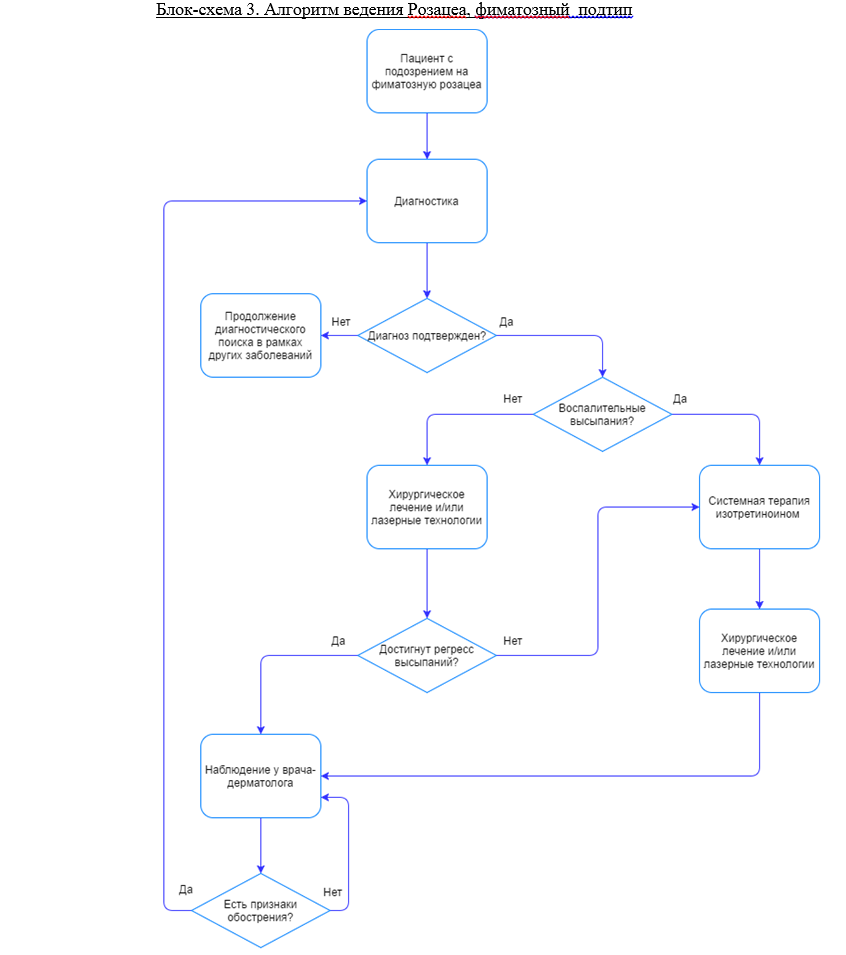 Блок-схема 3. Алгоритм ведения Розацеа, фиматозный подтип
Пациент с
подозрением на
фиматозную розацеа
Диагностика
Продолжение
диагностического
поиска в рамках
других заболеваний
Нет
Диагноз подтвержден?
Да
Нет
Воспалительные
высыпания?
Да
Хирургическое
лечение и/или
лазерные технологии
Системная терапия
изотретиноином
Да
Достигнут регресс
высыпаний?
Нет
Хирургическое
лечение и/или
лазерные технологии
Наблюдение у врача-
дерматолога
Да
Есть признаки
обострения?
Нет